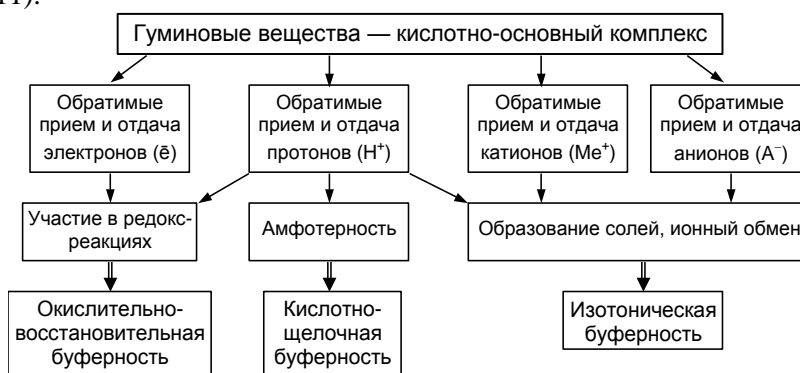 11).
Гуминовые вещества — кислотно-основный комплекс
Обратимые
прием и отдача
электронов (ē)
Обратимые
прием и отдача
протонов (H⁺)
Обратимые
прием и отдача
катионов (Me⁺)
Обратимые
прием и отдача
анионов (A⁻)
Участие в редокс-
реакциях
Амфотерность
Образование солей, ионный обмен
Окислительно-
восстановительная
буферность
Кислотно-
щелочная
буферность
Изотоническая
буферность